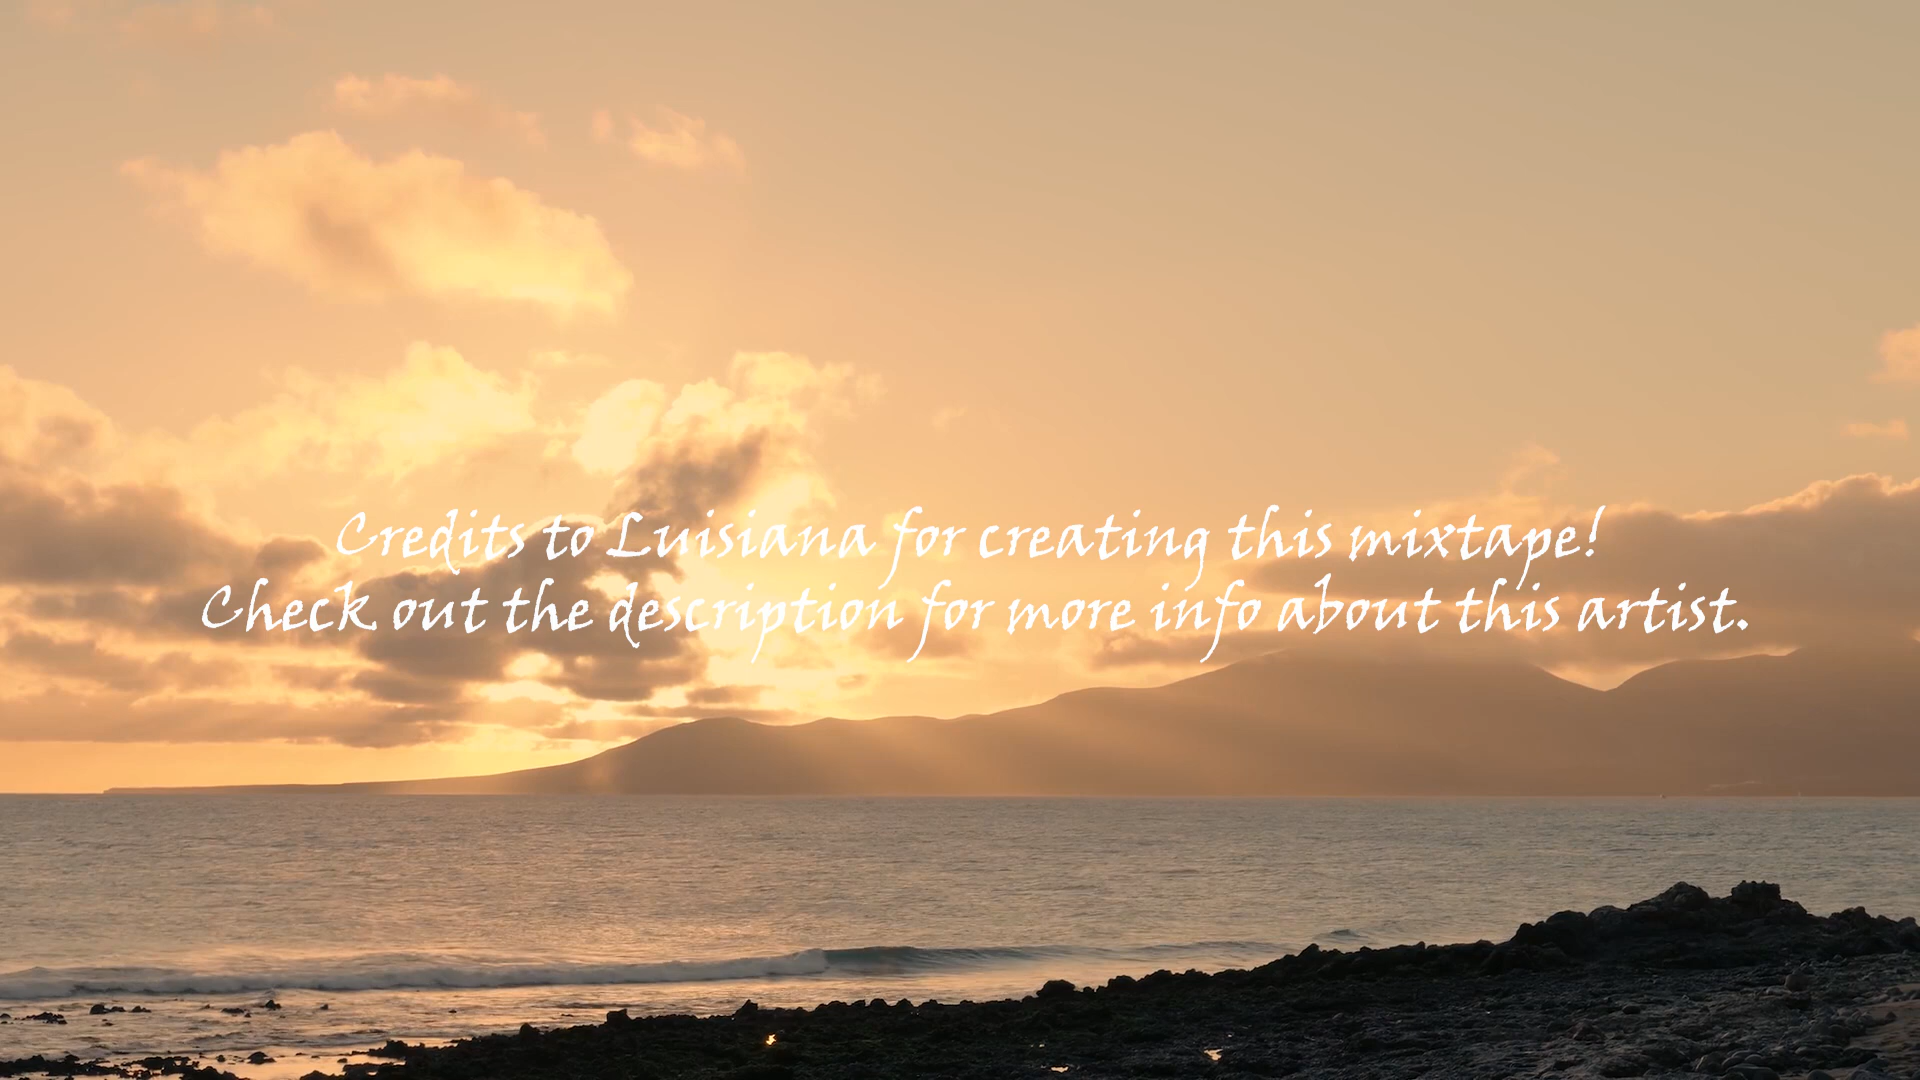 Credits to Luisiana for creating this mixtape!
Check out the description for more info about this artist.